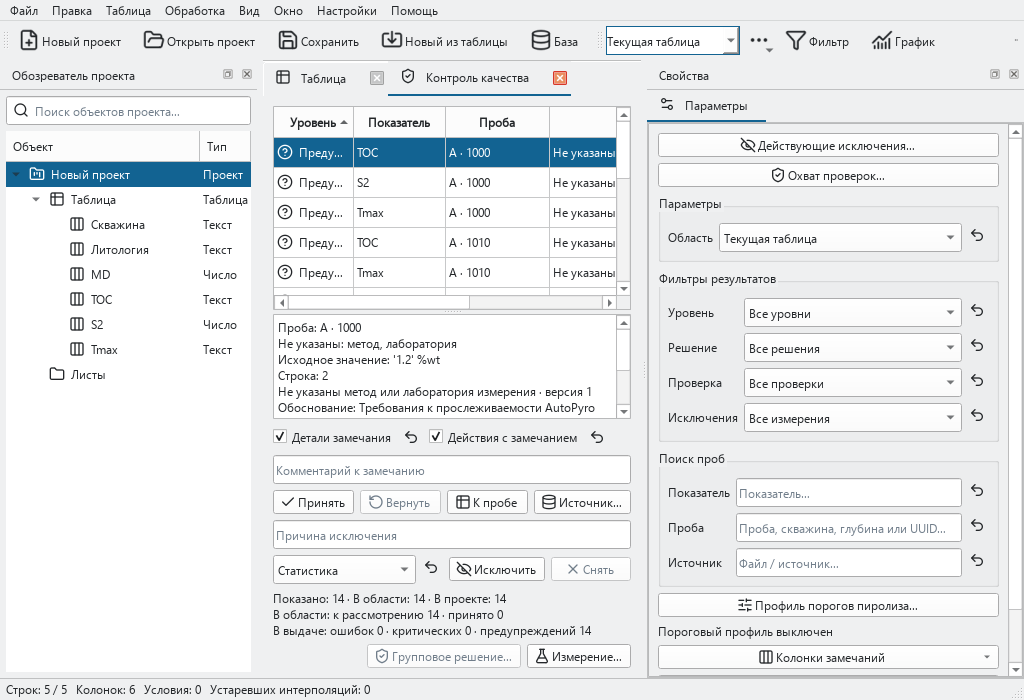 Файл Правка Таблица Обработка Вид Окно Настройки Помощь
Новый проект Открыть проект Сохранить Новый из таблицы База Текущая таблица Фильтр График
Обозреватель проекта
Поиск объектов проекта...
Объект Тип
Новый проект Проект
Таблица Таблица
Скважина Текст
Литология Текст
MD Число
TOC Текст
S2 Число
Tmax Текст
Листы
Таблица Контроль качества
Уровень Показатель Проба
Преду... TOC A · 1000 Не указаны
Преду... S2 A · 1000 Не указаны
Преду... Tmax A · 1000 Не указаны
Преду... TOC A · 1010 Не указаны
Преду... Tmax A · 1010 Не указаны
Проба: A · 1000
Не указаны: метод, лаборатория
Исходное значение: '1.2' %wt
Строка: 2
Не указаны метод или лаборатория измерения · версия 1
Обоснование: Требования к прослеживаемости AutoPyro
Детали замечания Действия с замечанием
Комментарий к замечанию
Принять Вернуть К пробе Источник...
Причина исключения
Статистика Исключить Снять
Показано: 14 · В области: 14 · В проекте: 14
В области: к рассмотрению 14 · принято 0
В выдаче: ошибок 0 · критических 0 · предупреждений 14
Групповое решение... Измерение...
Свойства
Параметры
Действующие исключения...
Охват проверок...
Параметры
Область Текущая таблица
Фильтры результатов
Уровень Все уровни
Решение Все решения
Проверка Все проверки
Исключения Все измерения
Поиск проб
Показатель Показатель...
Проба Проба, скважина, глубина или UUID...
Источник Файл / источник...
Профиль порогов пиролиза...
Пороговый профиль выключен
Колонки замечаний
Строк: 5 / 5 Колонок: 6 Условия: 0 Устаревших интерполяций: 0